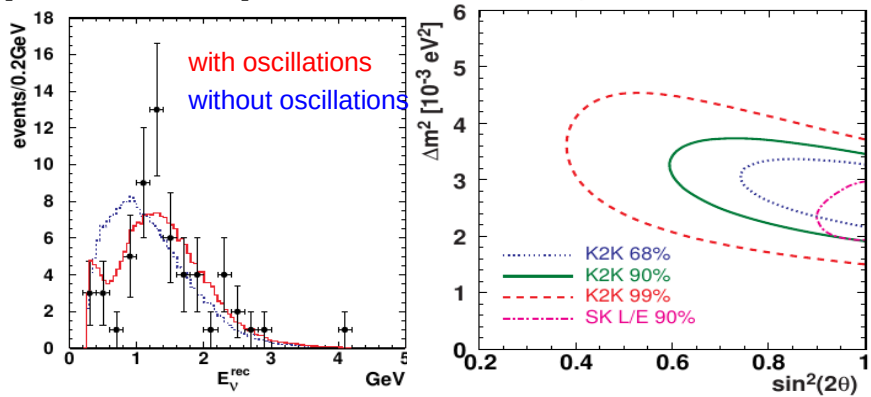 events/0.2GeV
18
16
14
12
10
8
6
4
2
0
with oscillations
without oscillations
0
1
2
3
4
5
E_ν^rec
GeV
Δm² [10⁻³ eV²]
6
5
4
3
2
1
0
K2K 68%
K2K 90%
K2K 99%
SK L/E 90%
0.2
0.4
0.6
0.8
1
sin²(2θ)